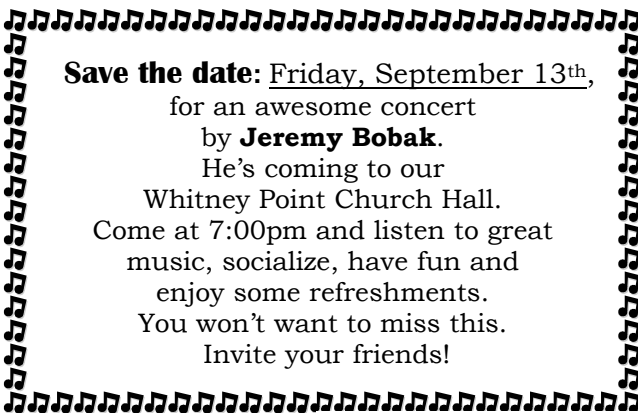 Save the date: Friday, September 13th,
for an awesome concert
by Jeremy Bobak.
He’s coming to our
Whitney Point Church Hall.
Come at 7:00pm and listen to great
music, socialize, have fun and
enjoy some refreshments.
You won’t want to miss this.
Invite your friends!